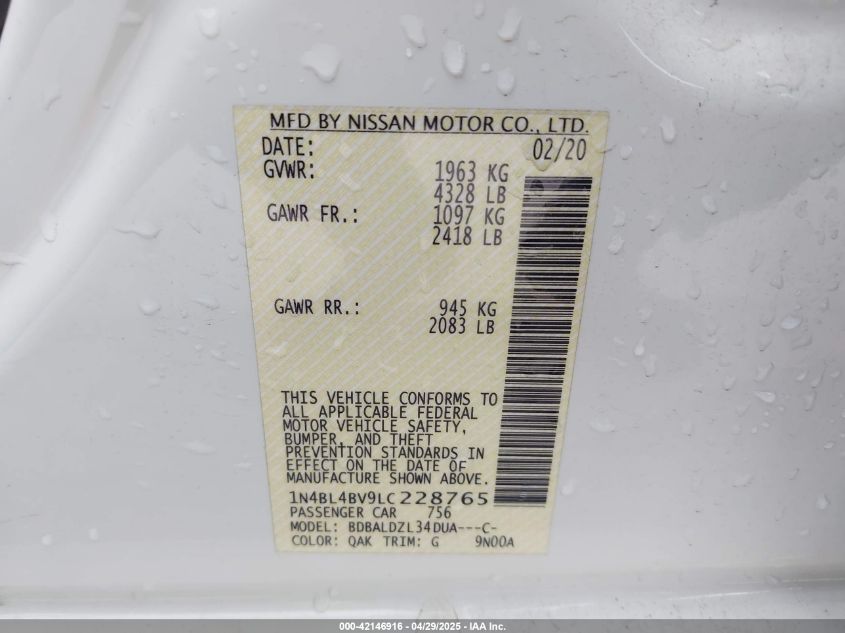 MFD BY NISSAN MOTOR CO., LTD.
DATE: 02/20
GVWR: 1963 KG
4328 LB
GAWR FR.: 1097 KG
2418 LB
GAWR RR.: 945 KG
2083 LB
THIS VEHICLE CONFORMS TO
ALL APPLICABLE FEDERAL
MOTOR VEHICLE SAFETY,
BUMPER, AND THEFT
PREVENTION STANDARDS IN
EFFECT ON THE DATE OF
MANUFACTURE SHOWN ABOVE.
1N4BL4BV9LC228765
PASSENGER CAR 756
MODEL: BDBALDZL34DUA---C-
COLOR: QAK TRIM: G 9N00A
000-42146916 - 04/29/2025 - IAA Inc.